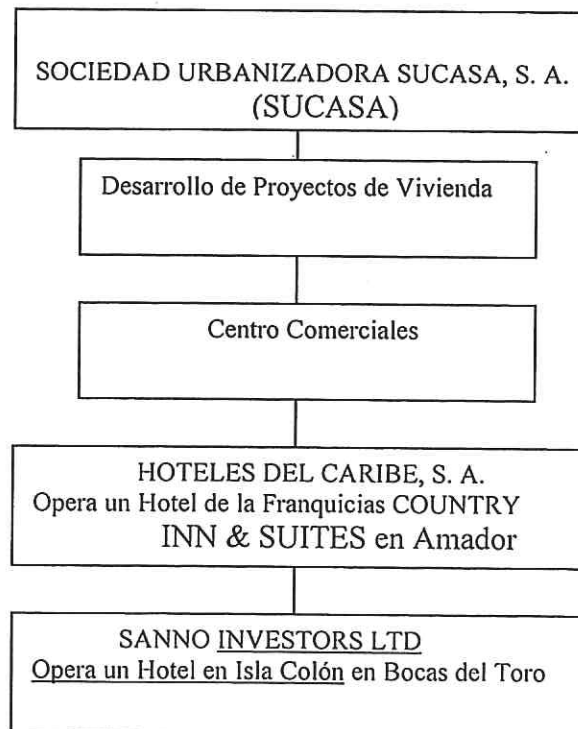 SOCIEDAD URBANIZADORA SUCASA, S. A.
(SUCASA)
Desarrollo de Proyectos de Vivienda
Centro Comerciales
HOTELES DEL CARIBE, S. A.
Opera un Hotel de la Franquicias COUNTRY
INN & SUITES en Amador
SANNO INVESTORS LTD
Opera un Hotel en Isla Colón en Bocas del Toro